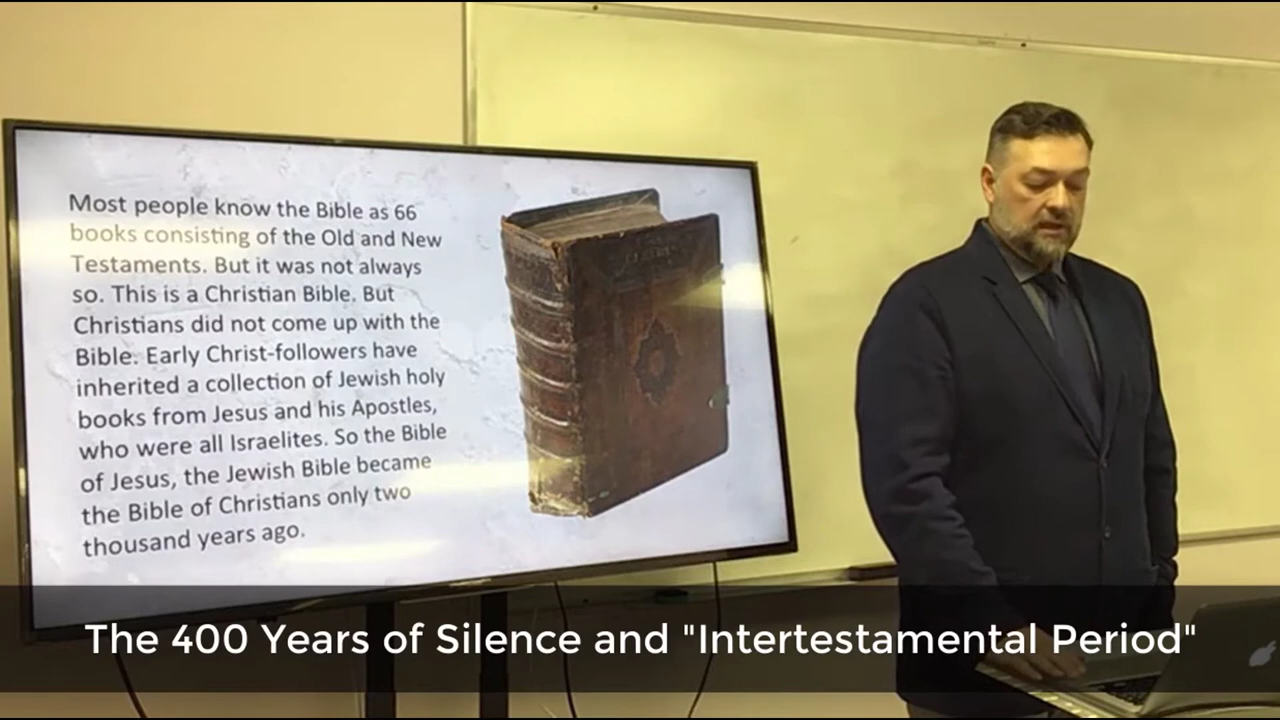 Most people know the Bible as 66
books consisting of the Old and New
Testaments. But it was not always
so. This is a Christian Bible. But
Christians did not come up with the
Bible. Early Christ-followers have
inherited a collection of Jewish holy
books from Jesus and his Apostles,
who were all Israelites. So the Bible
of Jesus, the Jewish Bible became
the Bible of Christians only two
thousand years ago.
The 400 Years of Silence and "Intertestamental Period"